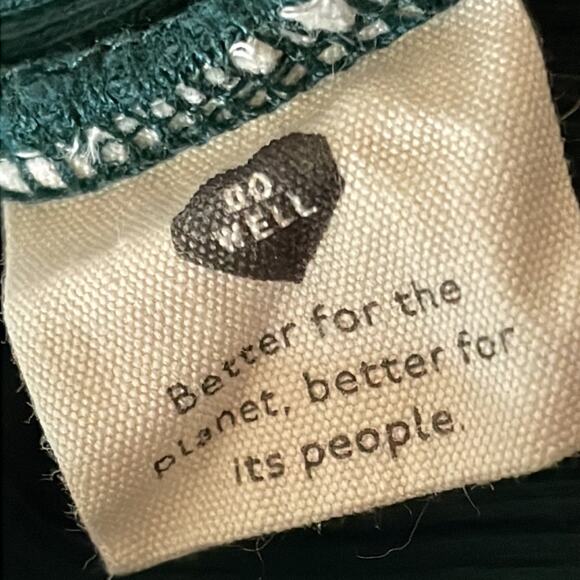 DO
WELL
Better for the
planet, better for
its people.